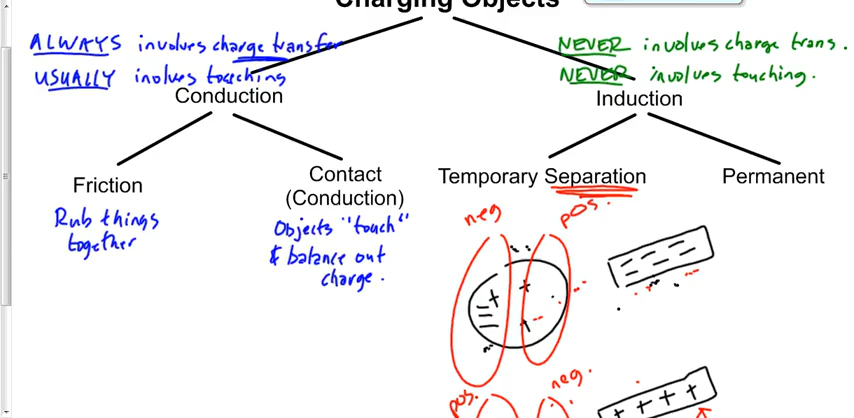 Charging Objects
ALWAYS involves charge transfer
USUALLY inolves touching
NEVER involves charge trans.
NEVER involves touching.
Conduction
Induction
Friction
Contact
(Conduction)
Temporary Separation
Permanent
Rub things
together
Objects "touch"
& balance out
charge.
neg
pos.
pos.
neg.